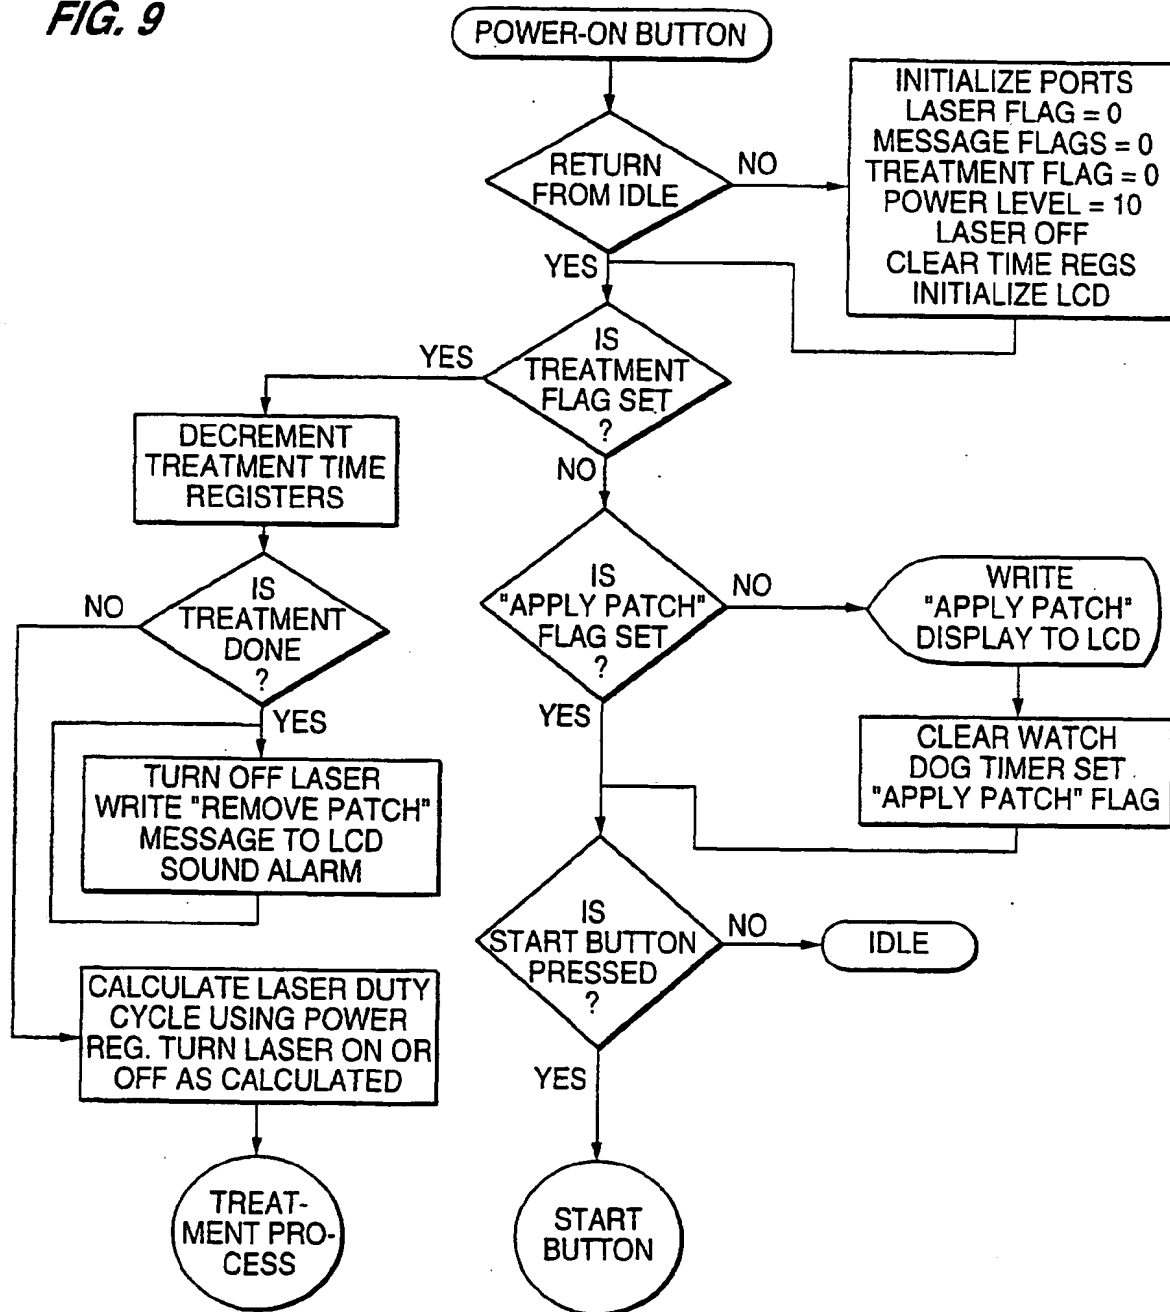 FIG. 9
POWER-ON BUTTON
RETURN
FROM IDLE
NO
YES
INITIALIZE PORTS
LASER FLAG = 0
MESSAGE FLAGS = 0
TREATMENT FLAG = 0
POWER LEVEL = 10
LASER OFF
CLEAR TIME REGS
INITIALIZE LCD
IS
TREATMENT
FLAG SET
?
YES
NO
DECREMENT
TREATMENT TIME
REGISTERS
IS
TREATMENT
DONE
?
NO
YES
TURN OFF LASER
WRITE "REMOVE PATCH"
MESSAGE TO LCD
SOUND ALARM
CALCULATE LASER DUTY
CYCLE USING POWER
REG. TURN LASER ON OR
OFF AS CALCULATED
TREAT-
MENT PRO-
CESS
IS
"APPLY PATCH"
FLAG SET
?
NO
YES
WRITE
"APPLY PATCH"
DISPLAY TO LCD
CLEAR WATCH
DOG TIMER SET
"APPLY PATCH" FLAG
IS
START BUTTON
PRESSED
?
NO
IDLE
YES
START
BUTTON